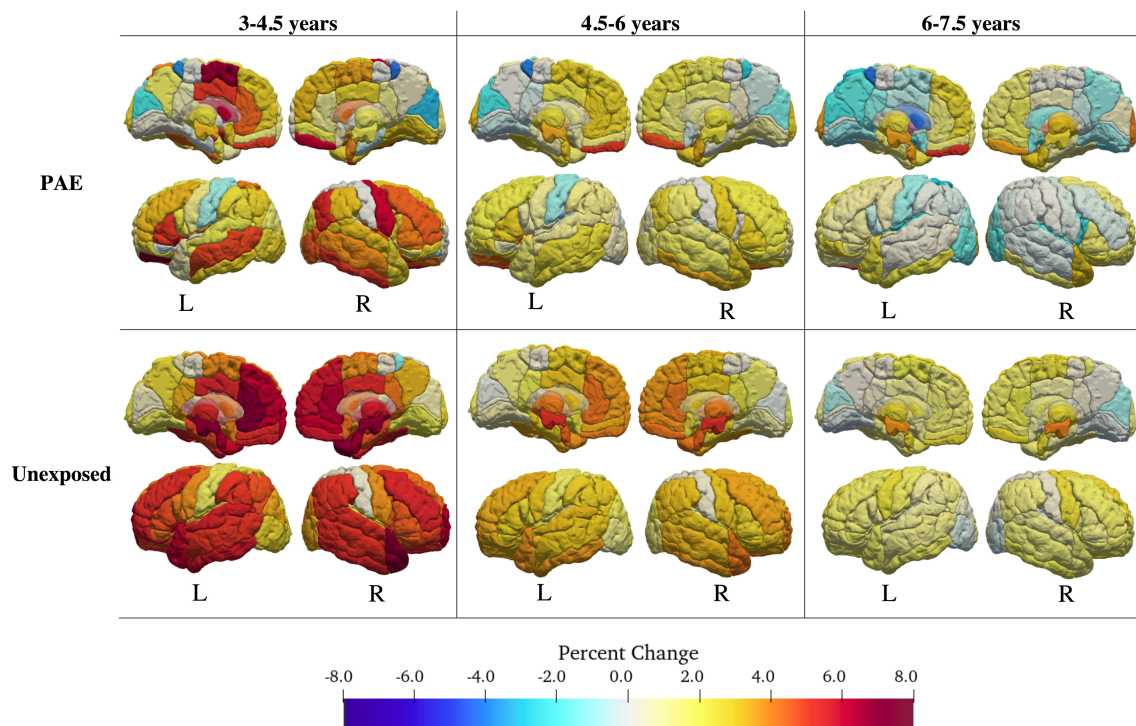 3-4.5 years 4.5-6 years 6-7.5 years
PAE
L R L R L R
Unexposed
L R L R L R
Percent Change
-8.0 -6.0 -4.0 -2.0 0.0 2.0 4.0 6.0 8.0